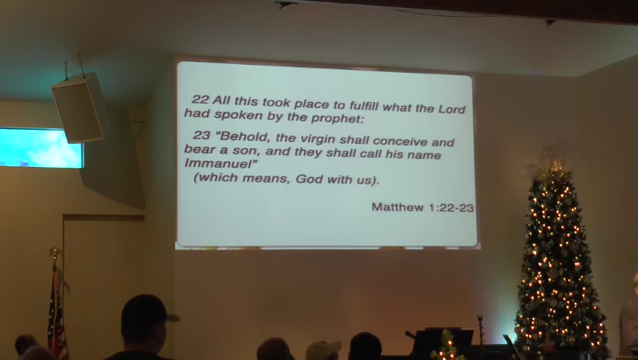 22 All this took place to fulfill what the Lord
had spoken by the prophet:
23 “Behold, the virgin shall conceive and
bear a son, and they shall call his name
Immanuel”
(which means, God with us).
Matthew 1:22-23